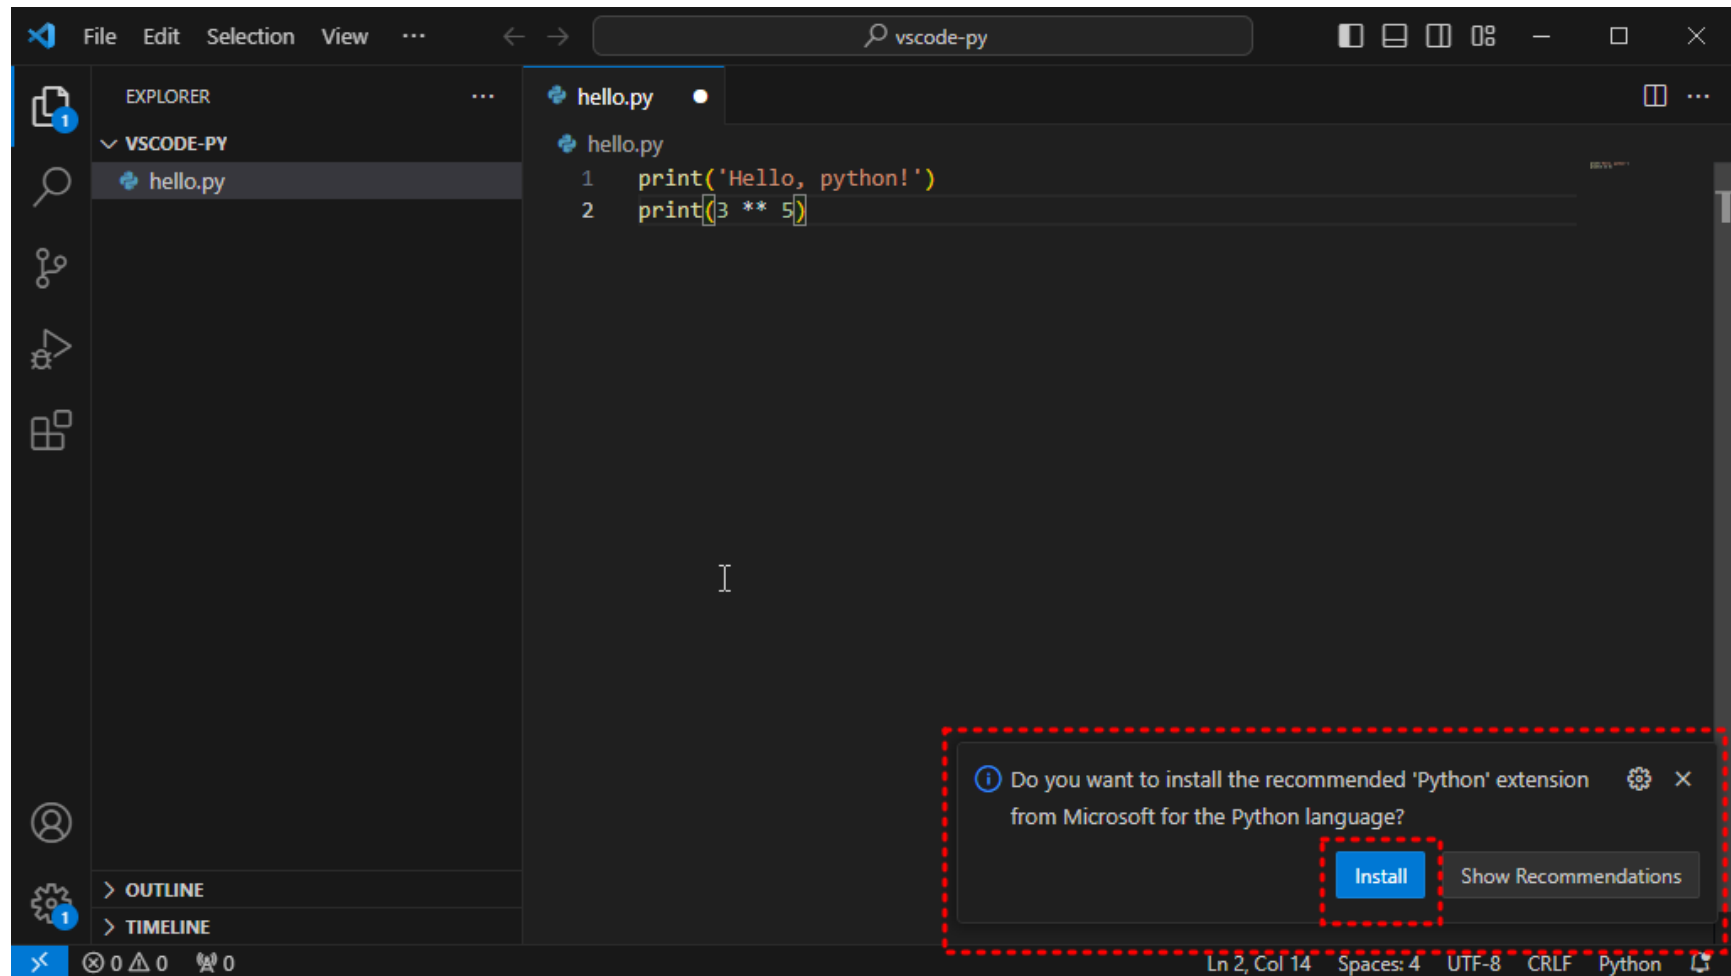 File Edit Selection View ··· vscode-py
EXPLORER ···
hello.py
VSCODE-PY
hello.py
hello.py
1 print('Hello, python!')
2 print(3 ** 5)
1
Do you want to install the recommended 'Python' extension
from Microsoft for the Python language?
Install Show Recommendations
OUTLINE
1
TIMELINE
0 0 0 Ln 2, Col 14 Spaces: 4 UTF-8 CRLF Python